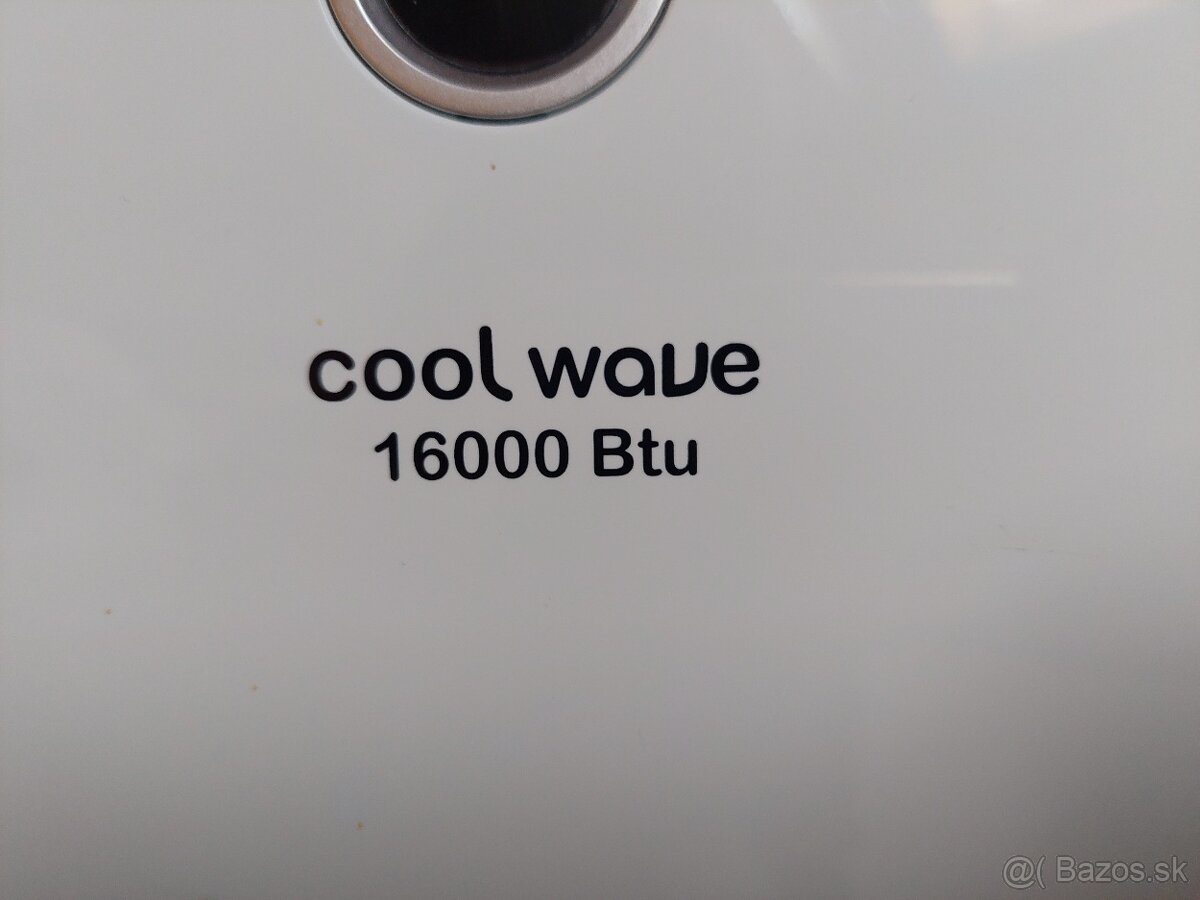 cool wave
16000 Btu
@( Bazos.sk